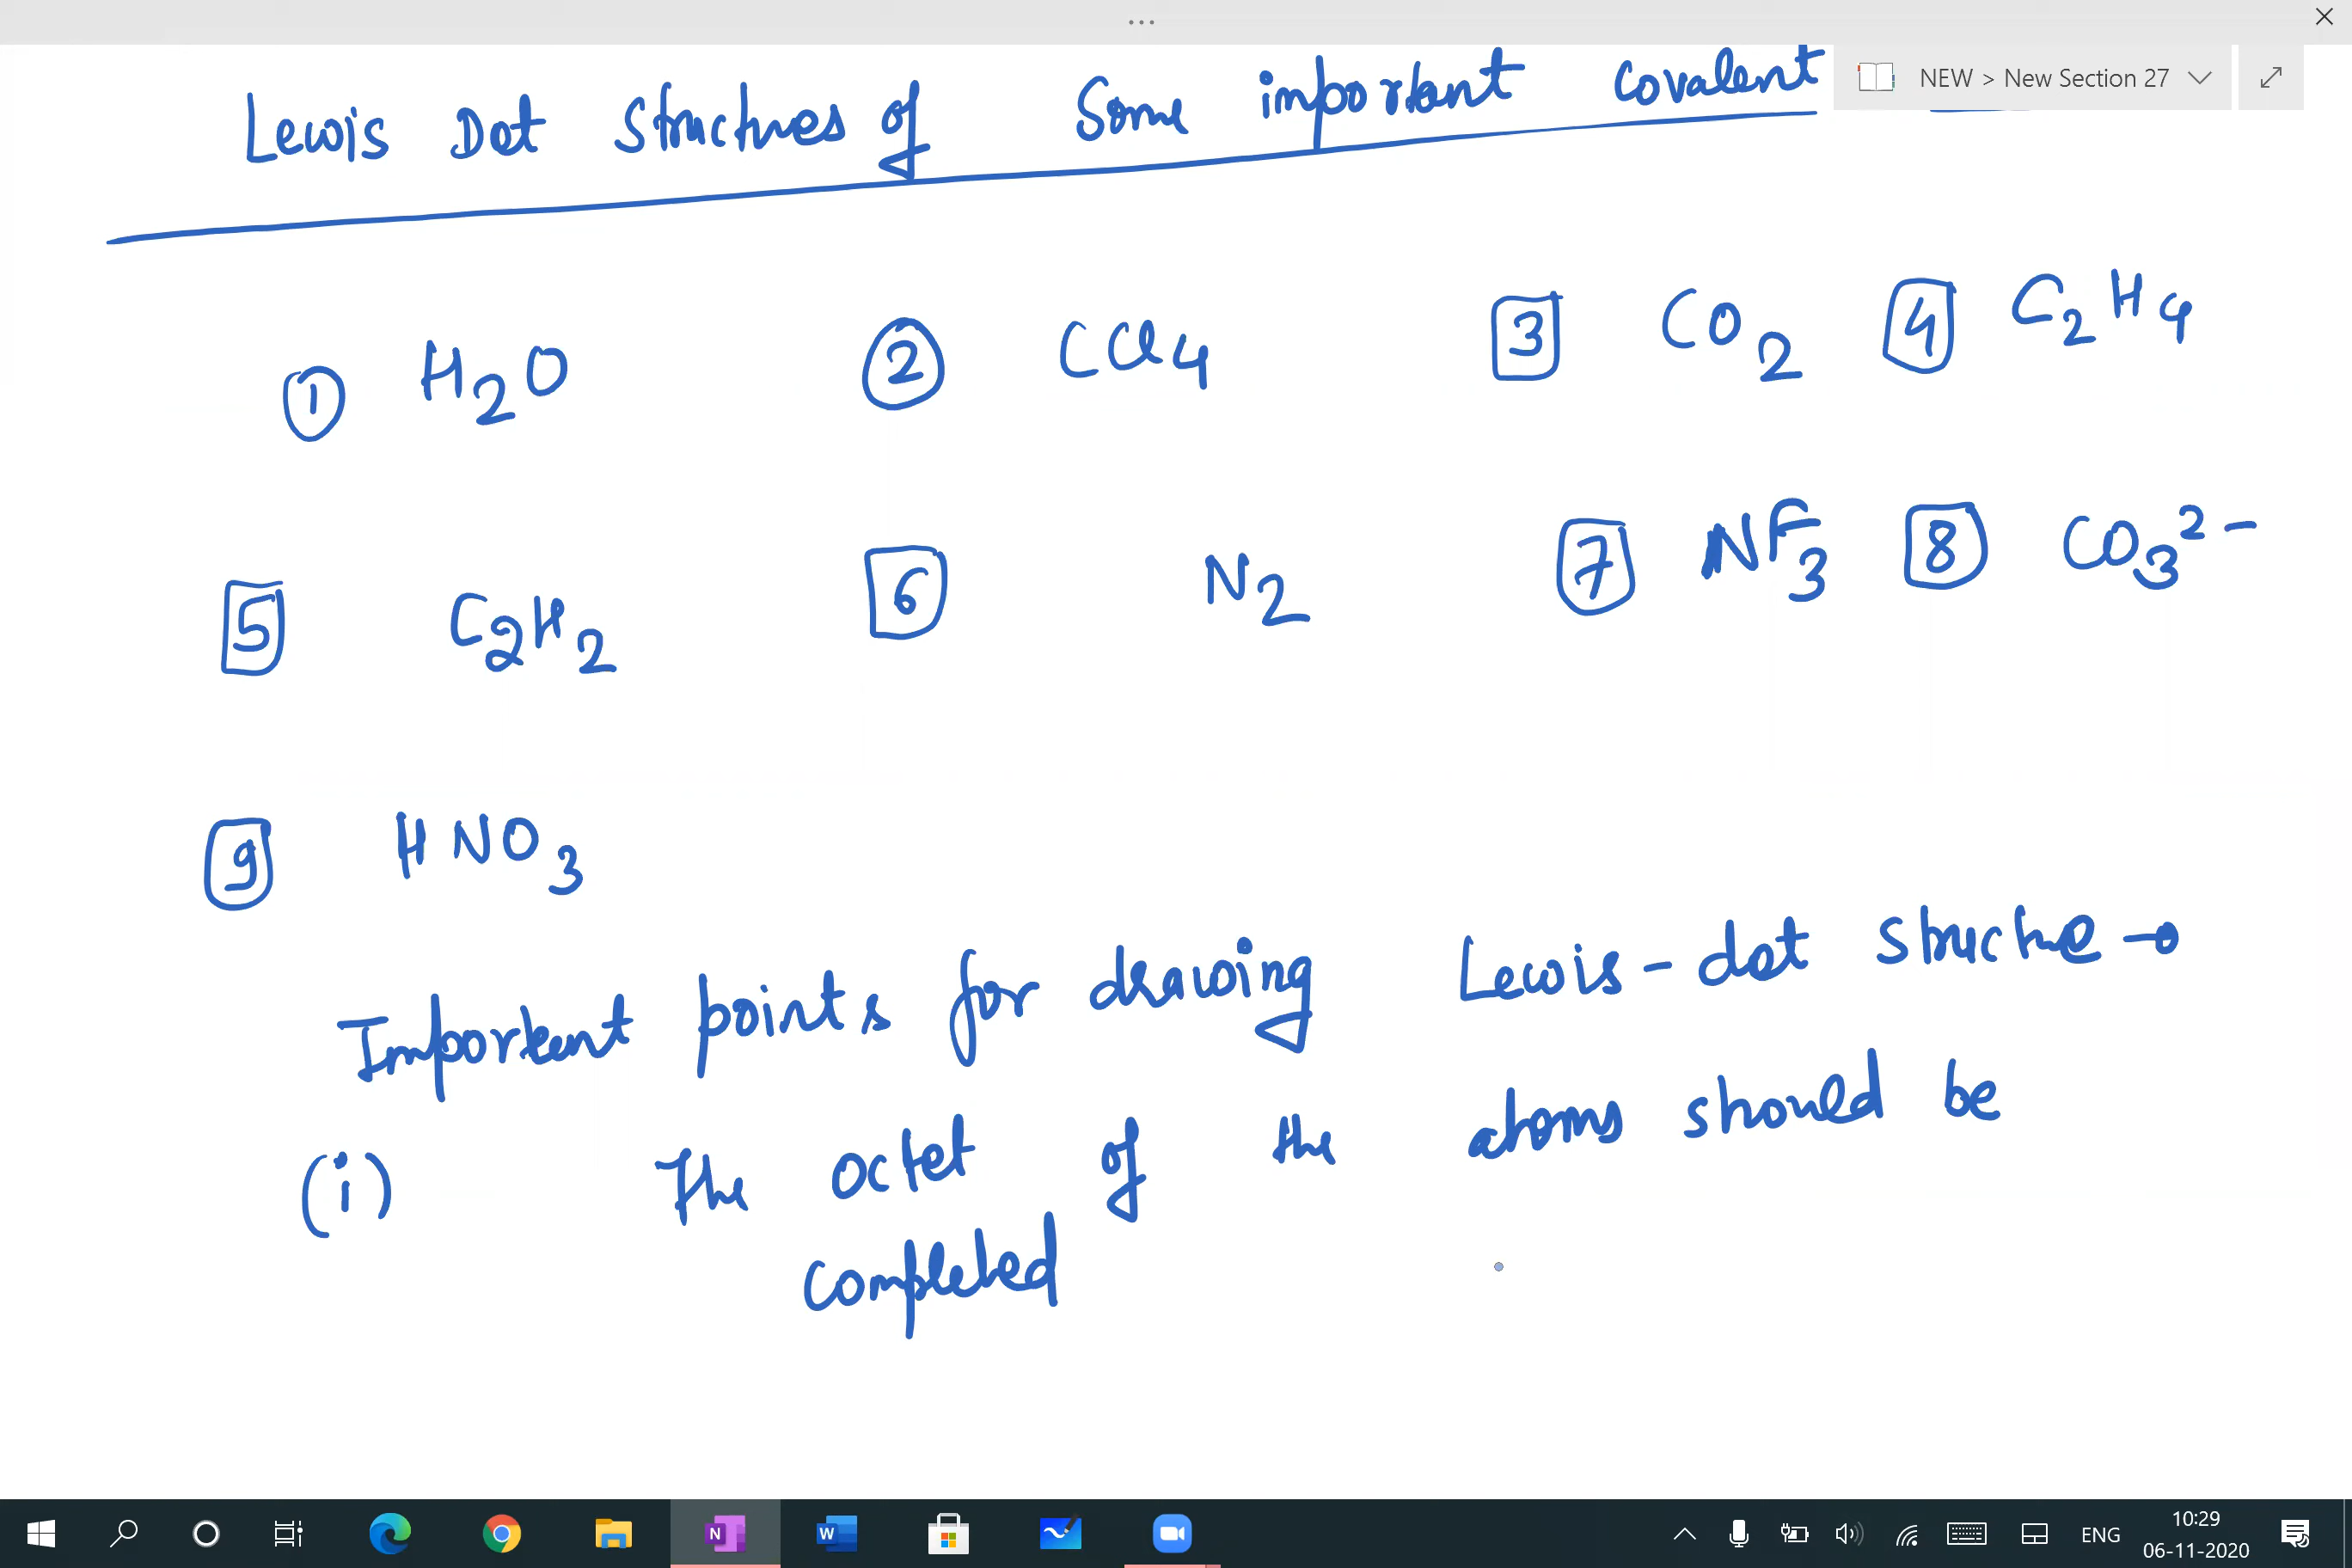 ...
NEW > New Section 27
Lewis Dot Structures of Some important Covalent
① H₂O ② CCl₄ 3 CO₂ 4 C₂H₄
5 C₂H₂ 6 N₂ 7 NF₃ 8 CO₃²⁻
9 HNO₃
Important points for drawing Lewis-dot structure →
(i) The octet of the atoms should be
completed
N W ENG 10:29
06-11-2020